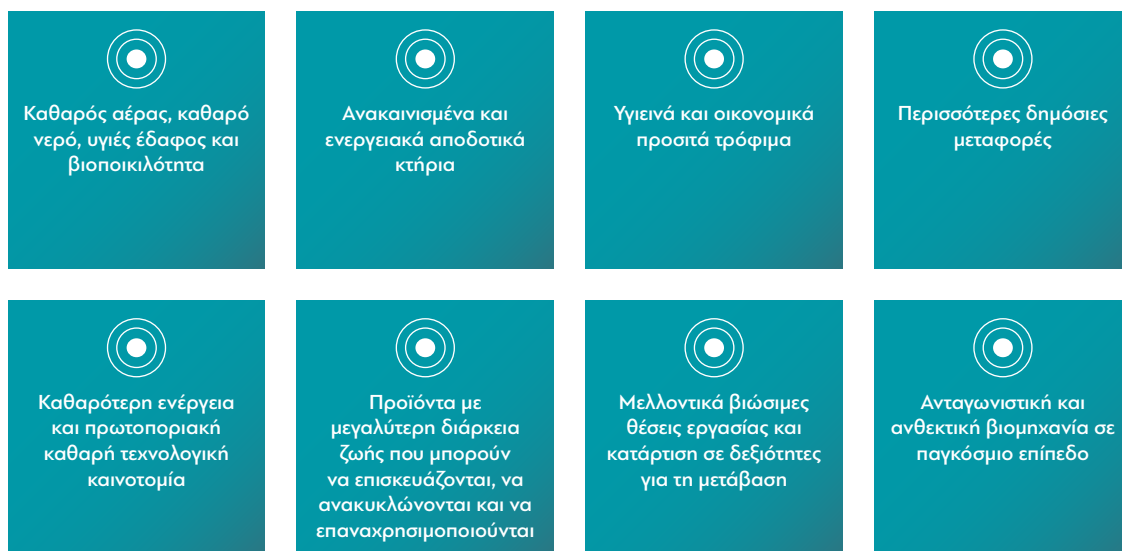 Καθαρός αέρας, καθαρό
νερό, υγιές έδαφος και
βιοποικιλότητα
Ανακαινισμένα και
ενεργειακά αποδοτικά
κτήρια
Υγιεινά και οικονομικά
προσιτά τρόφιμα
Περισσότερες δημόσιες
μεταφορές
Καθαρότερη ενέργεια
και πρωτοποριακή
καθαρή τεχνολογική
καινοτομία
Προϊόντα με
μεγαλύτερη διάρκεια
ζωής που μπορούν
να επισκευάζονται, να
ανακυκλώνονται και να
επαναχρησιμοποιούνται
Μελλοντικά βιώσιμες
θέσεις εργασίας και
κατάρτιση σε δεξιότητες
για τη μετάβαση
Ανταγωνιστική και
ανθεκτική βιομηχανία σε
παγκόσμιο επίπεδο